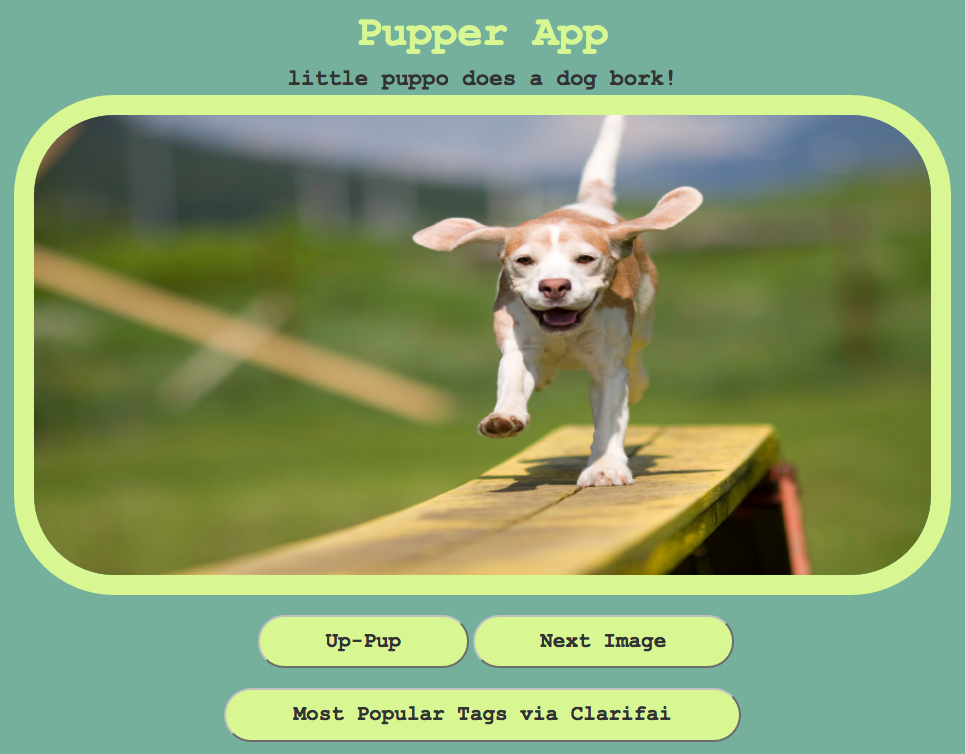 Pupper App
little puppo does a dog bork!
Up-Pup
Next Image
Most Popular Tags via Clarifai